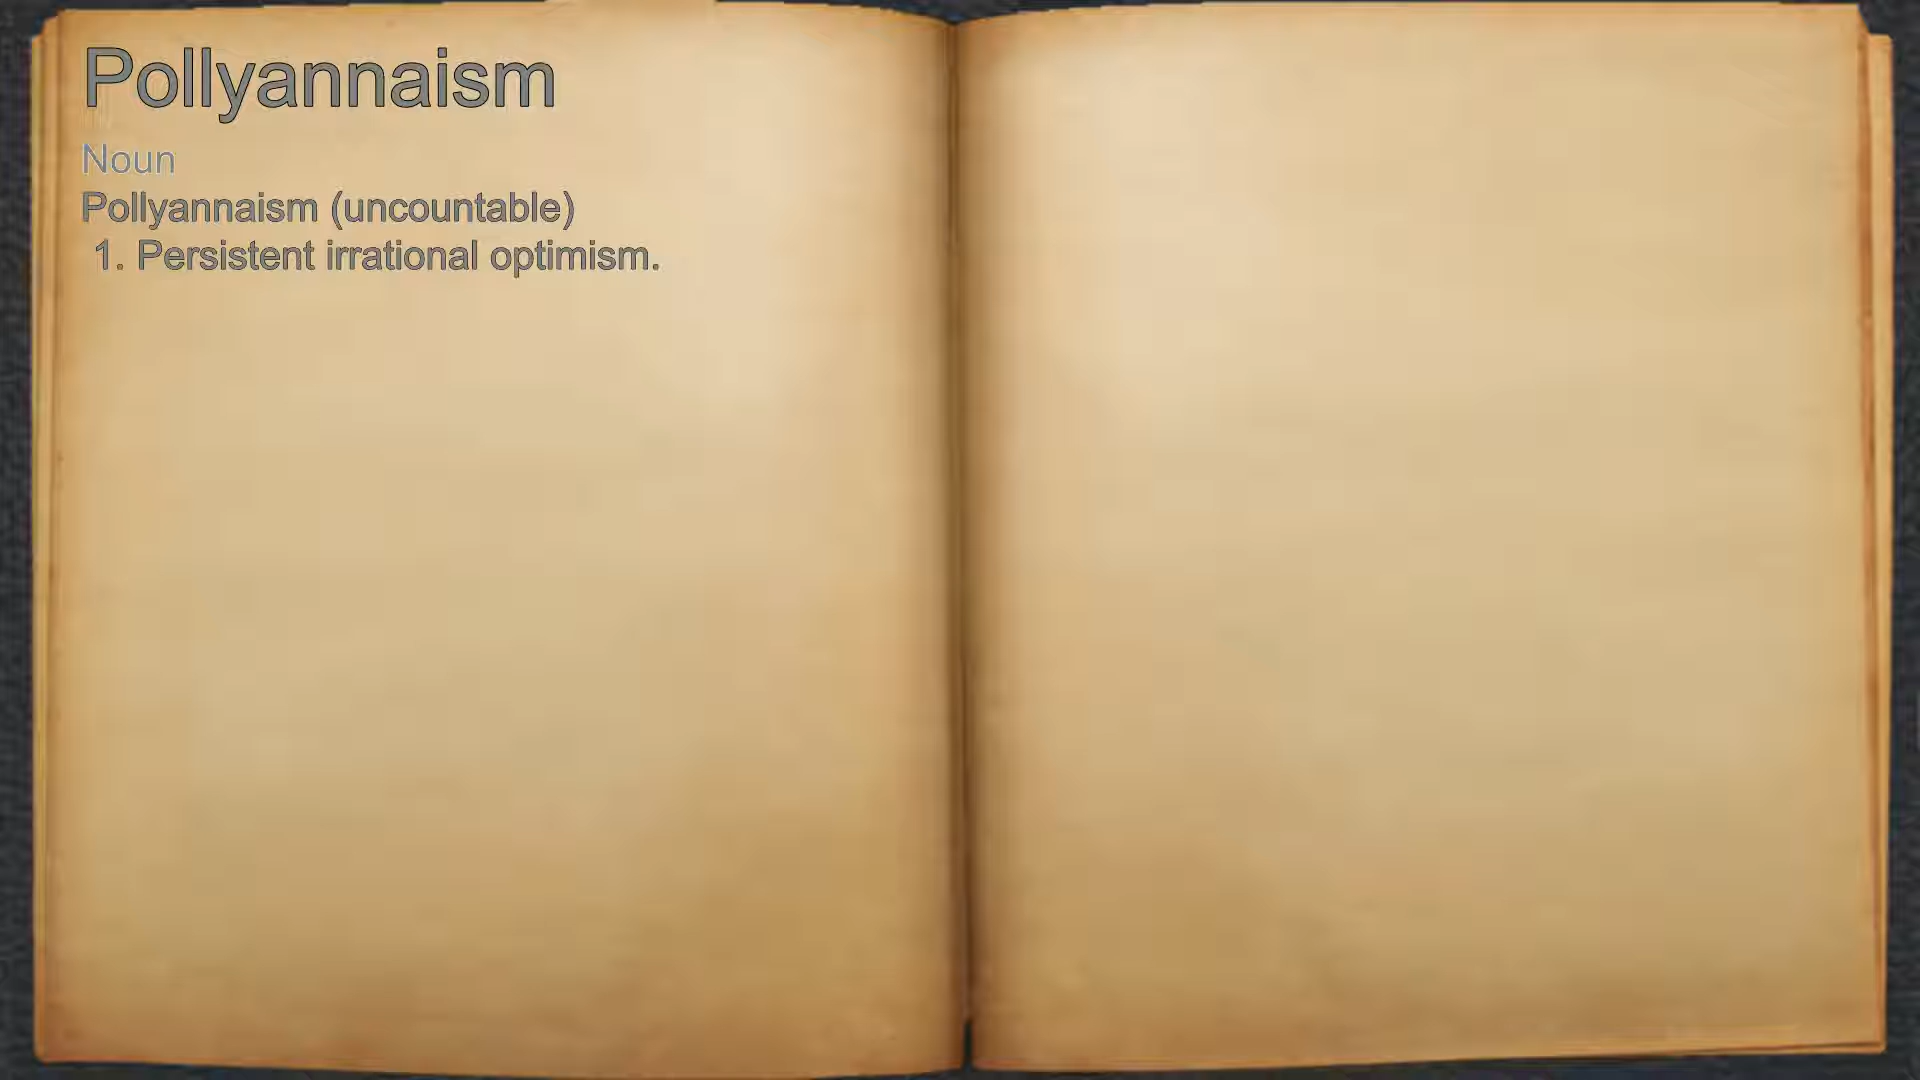 Pollyannaism
Noun
Pollyannaism (uncountable)
1. Persistent irrational optimism.